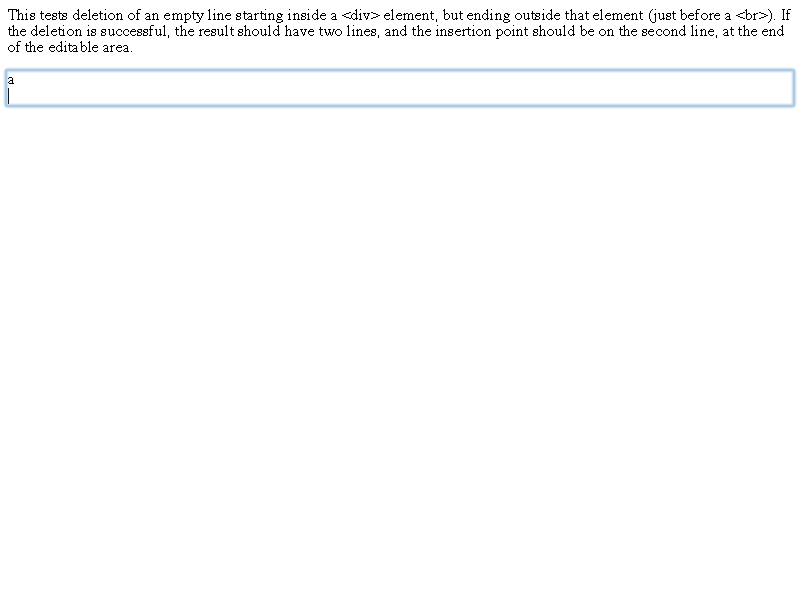 This tests deletion of an empty line starting inside a <div> element, but ending outside that element (just before a <br>). If
the deletion is successful, the result should have two lines, and the insertion point should be on the second line, at the end
of the editable area.
a